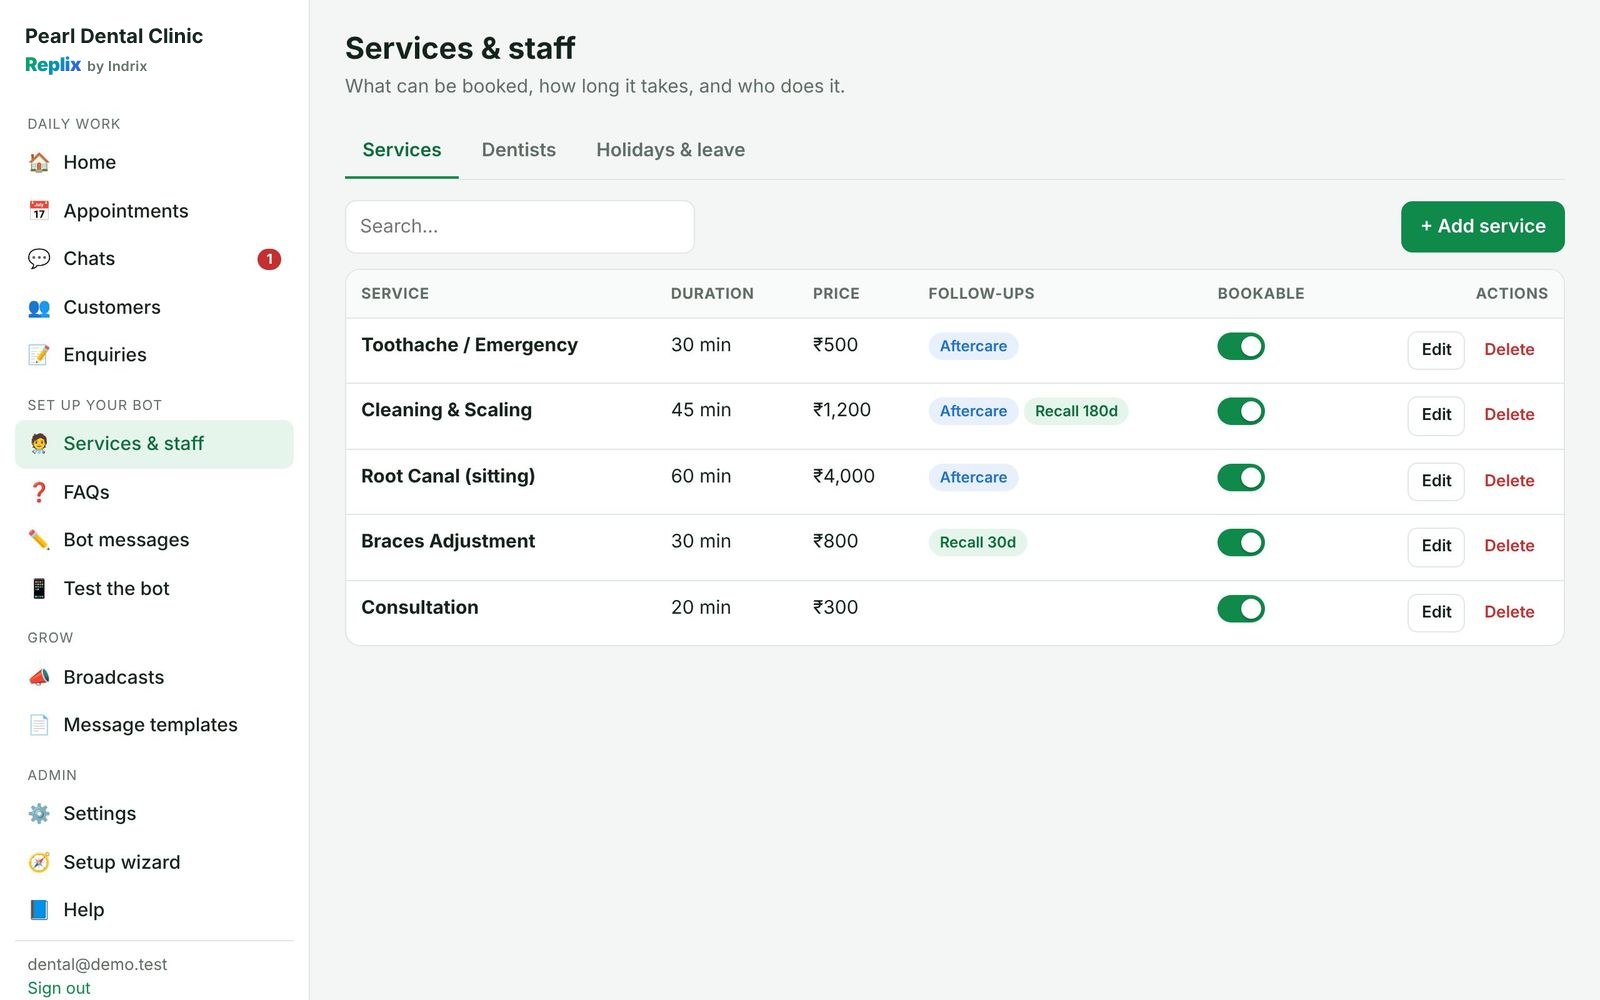 Pearl Dental Clinic
Replix by Indrix
DAILY WORK
Home
Appointments
Chats 1
Customers
Enquiries
SET UP YOUR BOT
Services & staff
FAQs
Bot messages
Test the bot
GROW
Broadcasts
Message templates
ADMIN
Settings
Setup wizard
Help
dental@demo.test
Sign out
Services & staff
What can be booked, how long it takes, and who does it.
Services Dentists Holidays & leave
Search...
+ Add service
SERVICE DURATION PRICE FOLLOW-UPS BOOKABLE ACTIONS
Toothache / Emergency 30 min ₹500 Aftercare Edit Delete
Cleaning & Scaling 45 min ₹1,200 Aftercare Recall 180d Edit Delete
Root Canal (sitting) 60 min ₹4,000 Aftercare Edit Delete
Braces Adjustment 30 min ₹800 Recall 30d Edit Delete
Consultation 20 min ₹300 Edit Delete